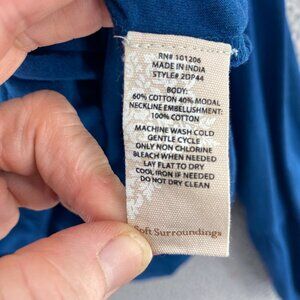 RN# 101206
MADE IN INDIA
STYLE# 2DP44
BODY:
60% COTTON 40% MODAL
NECKLINE EMBELLISHMENT:
100% COTTON
MACHINE WASH COLD
GENTLE CYCLE
ONLY NON CHLORINE
BLEACH WHEN NEEDED
LAY FLAT TO DRY
COOL IRON IF NEEDED
DO NOT DRY CLEAN
Soft Surroundings